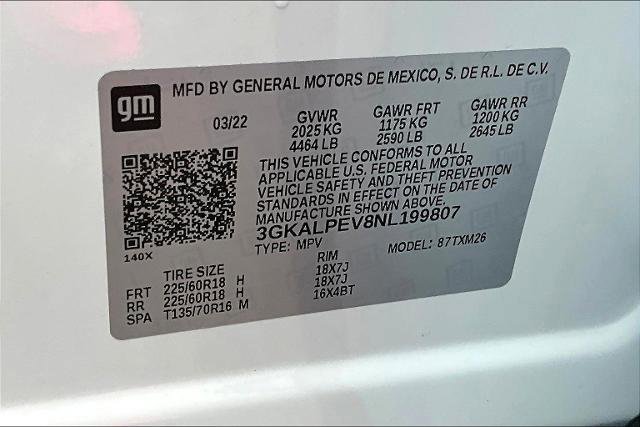 gm
MFD BY GENERAL MOTORS DE MEXICO, S. DE R.L. DE C.V.
03/22 GVWR GAWR FRT GAWR RR
2025 KG 1175 KG 1200 KG
4464 LB 2590 LB 2645 LB
THIS VEHICLE CONFORMS TO ALL
APPLICABLE U.S. FEDERAL MOTOR
VEHICLE SAFETY AND THEFT PREVENTION
STANDARDS IN EFFECT ON THE DATE OF
MANUFACTURE SHOWN ABOVE.
3GKALPEV8NL199807
TYPE: MPV MODEL: 87TXM26
140X
TIRE SIZE RIM
FRT 225/60R18 H 18X7J
RR 225/60R18 H 18X7J
SPA T135/70R16 M 16X4BT